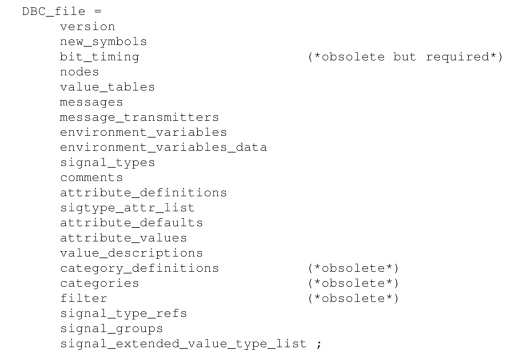 DBC_file =
version
new_symbols
bit_timing (*obsolete but required*)
nodes
value_tables
messages
message_transmitters
environment_variables
environment_variables_data
signal_types
comments
attribute_definitions
sigtype_attr_list
attribute_defaults
attribute_values
value_descriptions
category_definitions (*obsolete*)
categories (*obsolete*)
filter (*obsolete*)
signal_type_refs
signal_groups
signal_extended_value_type_list ;